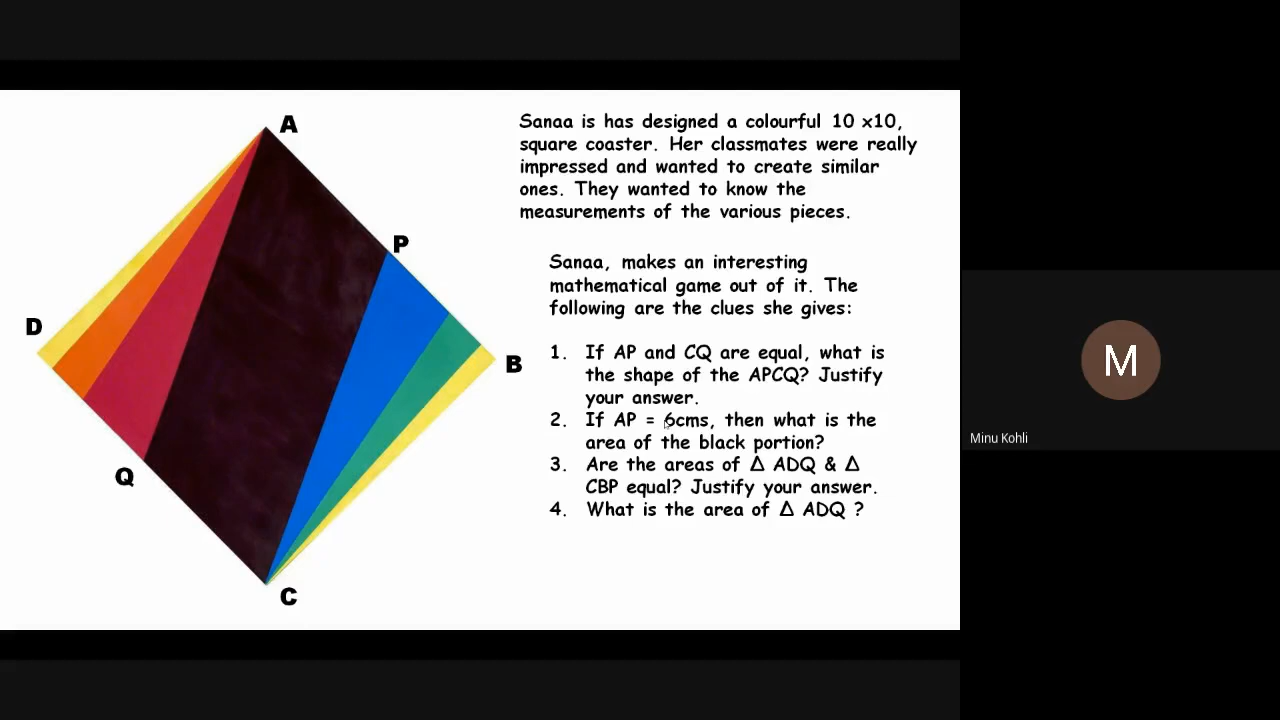 A
Sanaa is has designed a colourful 10 x10,
square coaster. Her classmates were really
impressed and wanted to create similar
ones. They wanted to know the
measurements of the various pieces.
P
Sanaa, makes an interesting
mathematical game out of it. The
following are the clues she gives:
D
B
1. If AP and CQ are equal, what is
the shape of the APCQ? Justify
your answer.
2. If AP = 6cms, then what is the
area of the black portion?
3. Are the areas of Δ ADQ & Δ
CBP equal? Justify your answer.
4. What is the area of Δ ADQ ?
Q
C
M
Minu Kohli